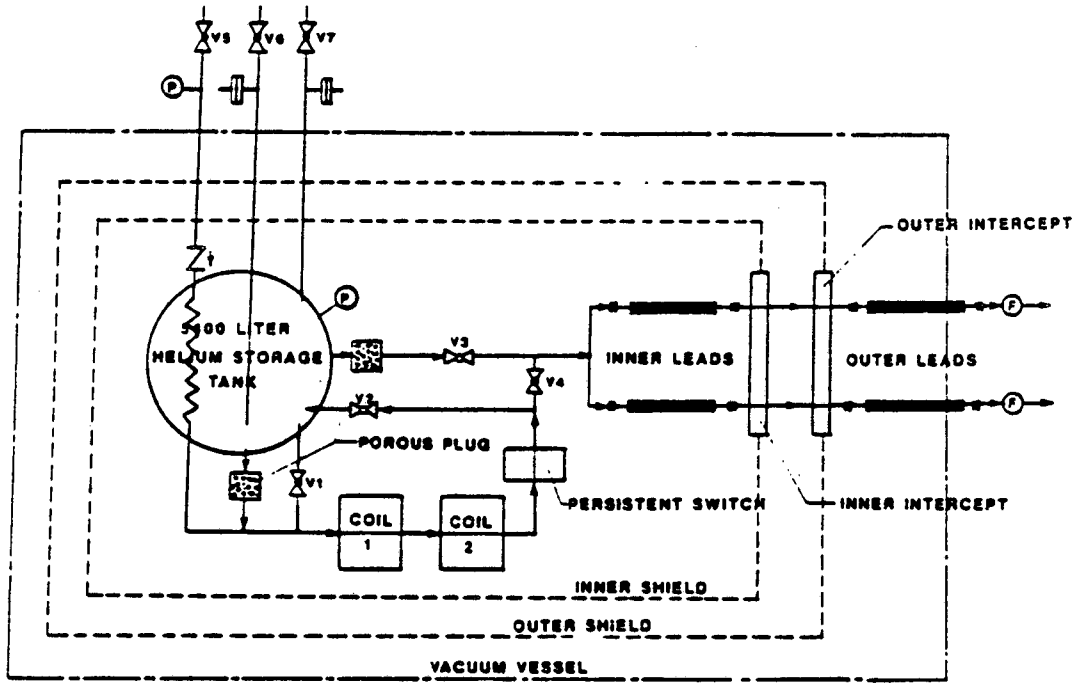 V5
V6
V7
P
OUTER INTERCEPT
P
5400 LITER
HELIUM STORAGE
TANK
V3
V4
V2
INNER LEADS
OUTER LEADS
F
F
POROUS PLUG
V1
PERSISTENT SWITCH
INNER INTERCEPT
COIL
1
COIL
2
INNER SHIELD
OUTER SHIELD
VACUUM VESSEL